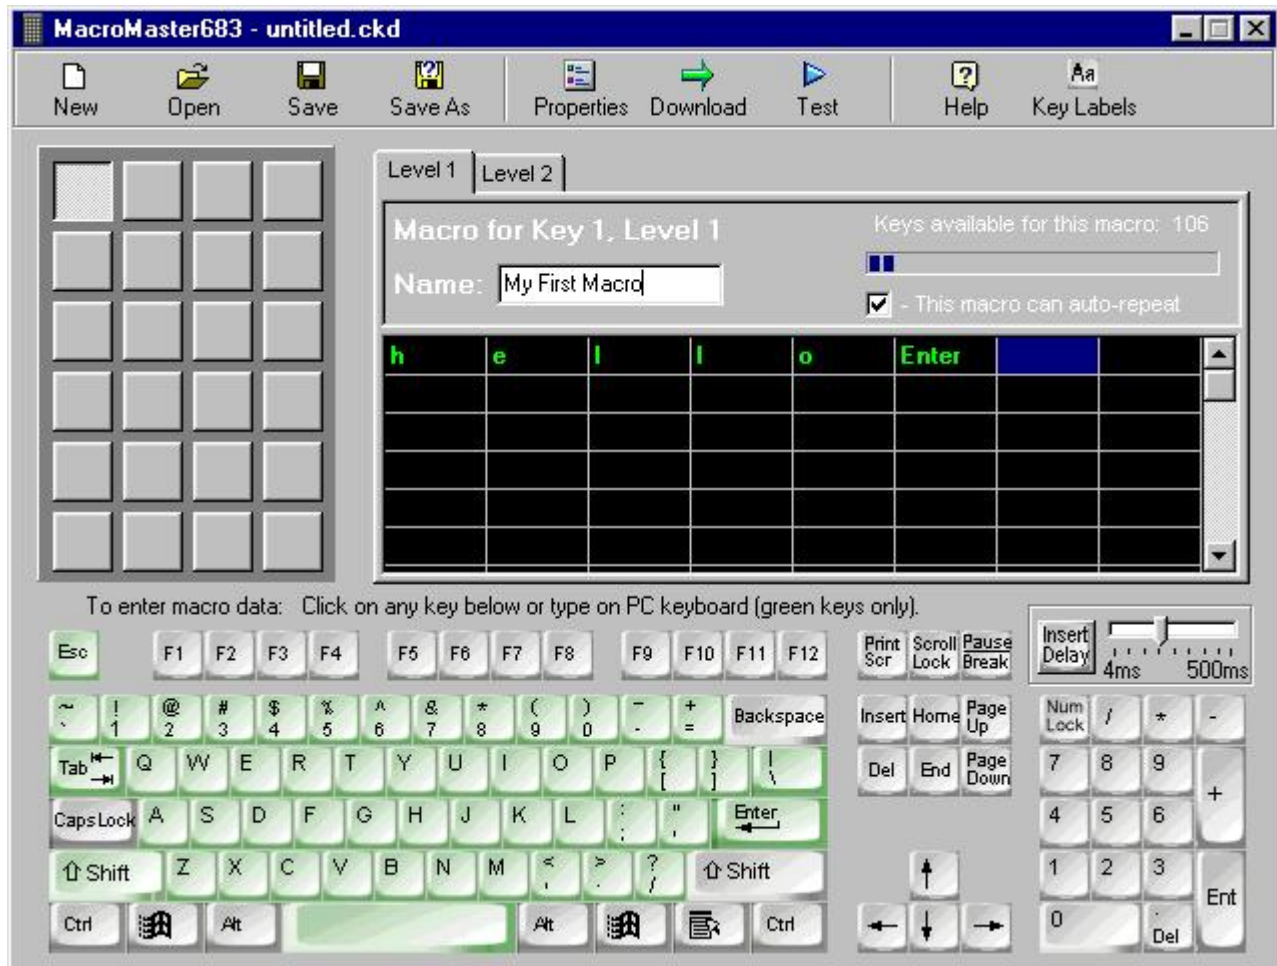 MacroMaster683 - untitled.ckd
New Open Save Save As Properties Download Test Help Key Labels
Aa
Level 1 Level 2
Macro for Key 1, Level 1
Keys available for this macro: 106
Name: My First Macro
- This macro can auto-repeat
h e l l o Enter
To enter macro data: Click on any key below or type on PC keyboard (green keys only).
Insert Delay 4ms 500ms
Esc F1 F2 F3 F4 F5 F6 F7 F8 F9 F10 F11 F12 Print Scr Scroll Lock Pause Break
~ ` ! 1 @ 2 # 3 $ 4 % 5 ^ 6 & 7 * 8 ( 9 ) 0 - - + = Backspace Insert Home Page Up Num Lock / * -
Tab Q W E R T Y U I O P { [ } ] | \ Del End Page Down 7 8 9 +
Caps Lock A S D F G H J K L : ; " ' Enter 4 5 6
Shift Z X C V B N M < , > . ? / Shift 1 2 3 Ent
Ctrl Alt Alt Ctrl 0 . Del